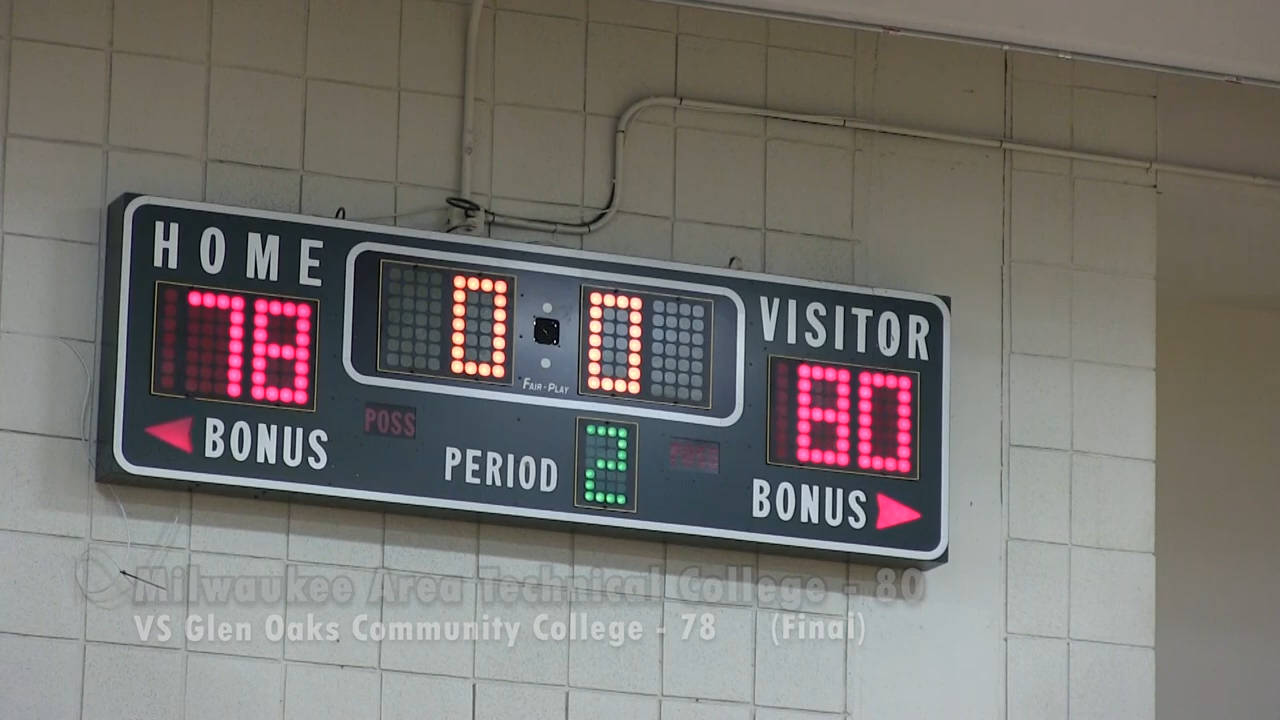 HOME
78
0 0
VISITOR
80
FAIR-PLAY
BONUS
POSS
PERIOD
2
BONUS
Milwaukee Area Technical College - 80
VS Glen Oaks Community College - 78 (Final)